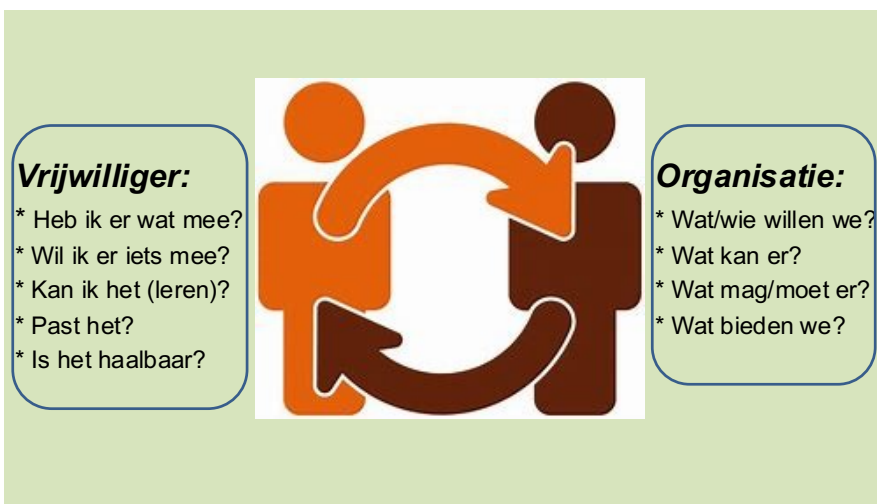 Vrijwilliger:
* Heb ik er wat mee?
* Wil ik er iets mee?
* Kan ik het (leren)?
* Past het?
* Is het haalbaar?
Organisatie:
* Wat/wie willen we?
* Wat kan er?
* Wat mag/moet er?
* Wat bieden we?